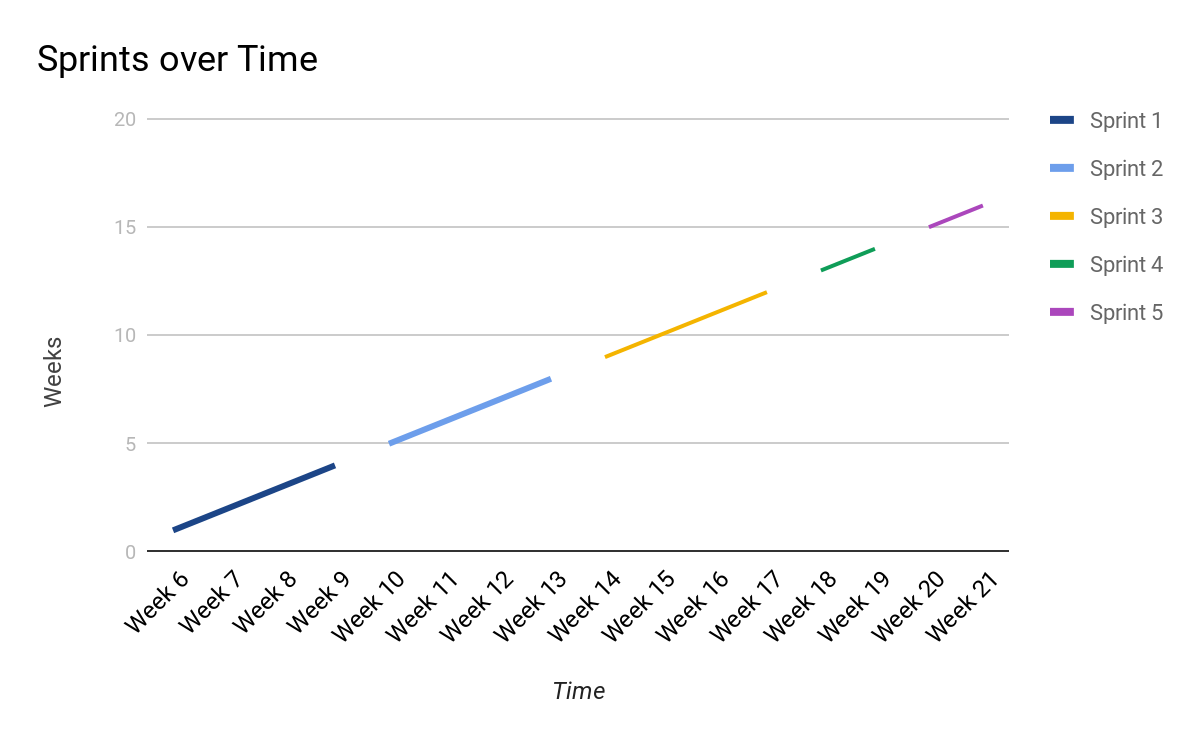 Sprints over Time
20
15
10
5
0
Weeks
Week 6
Week 7
Week 8
Week 9
Week 10
Week 11
Week 12
Week 13
Week 14
Week 15
Week 16
Week 17
Week 18
Week 19
Week 20
Week 21
Time
Sprint 1
Sprint 2
Sprint 3
Sprint 4
Sprint 5